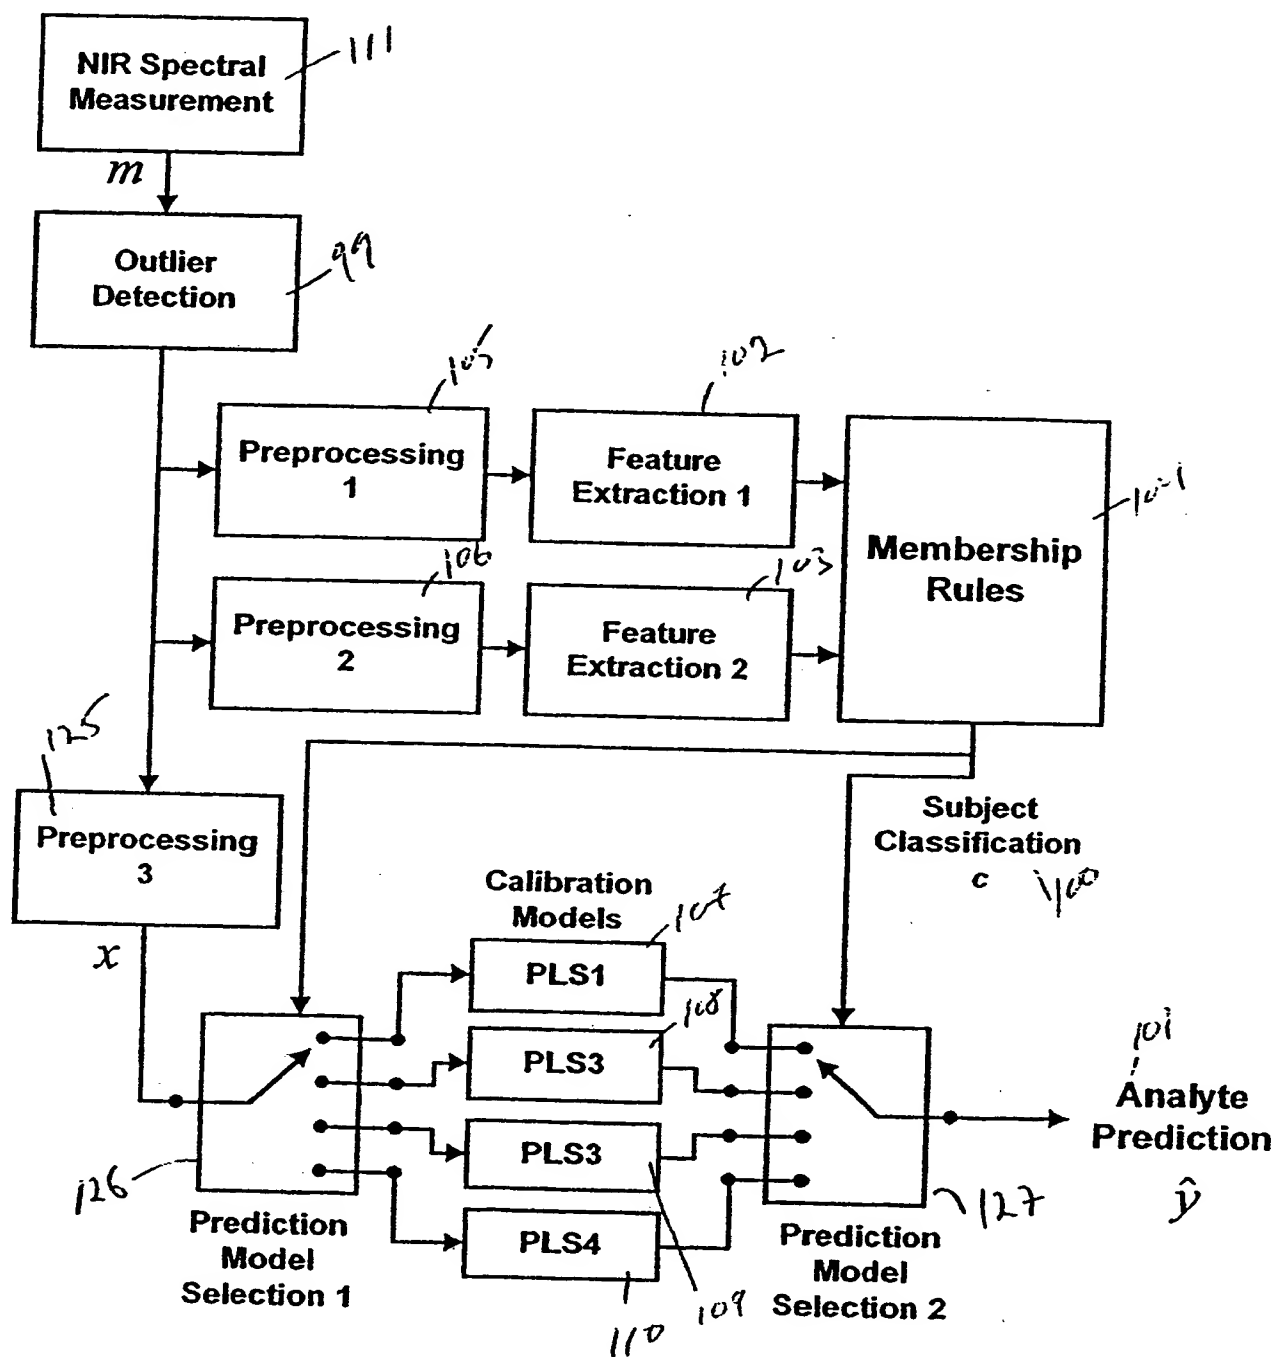 NIR Spectral
Measurement
111
m
Outlier
Detection
99
105
102
Preprocessing
1
Feature
Extraction 1
106
103
Membership
Rules
Preprocessing
2
Feature
Extraction 2
125
Preprocessing
3
Subject
Classification
c
100
x
Calibration
Models
107
PLS1
108
PLS3
PLS3
PLS4
101
Analyte
Prediction
ŷ
126
127
Prediction
Model
Selection 1
109
110
Prediction
Model
Selection 2